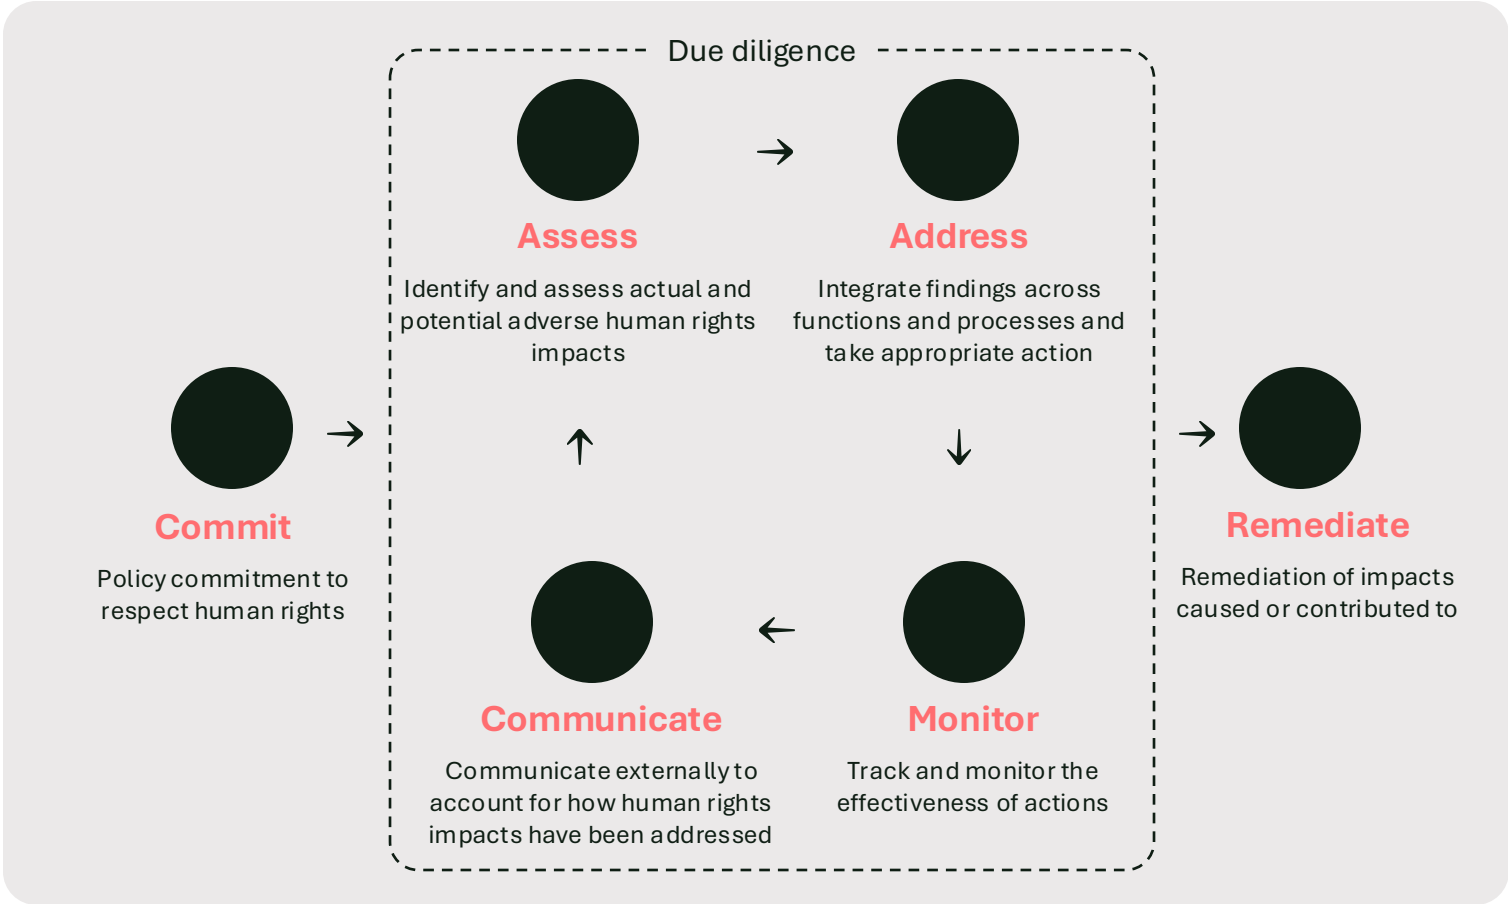 Due diligence
Assess
Identify and assess actual and
potential adverse human rights
impacts
Address
Integrate findings across
functions and processes and
take appropriate action
Commit
Policy commitment to
respect human rights
Remediate
Remediation of impacts
caused or contributed to
Communicate
Communicate externally to
account for how human rights
impacts have been addressed
Monitor
Track and monitor the
effectiveness of actions